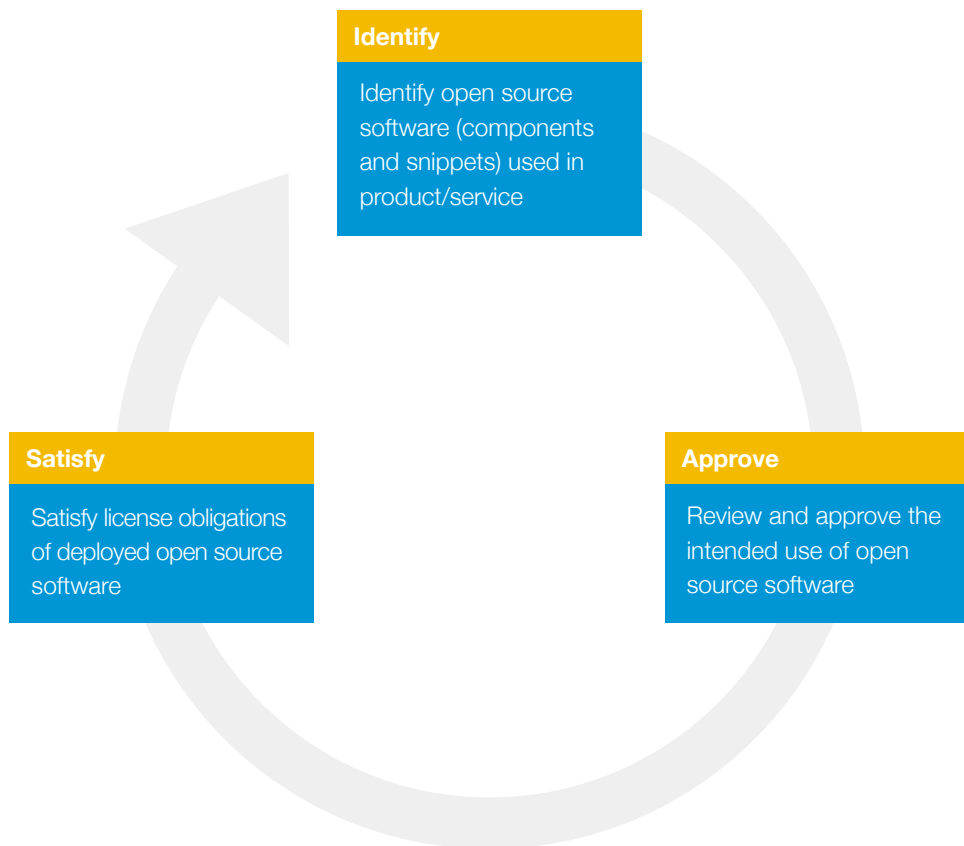 Identify
Identify open source
software (components
and snippets) used in
product/service
Satisfy
Satisfy license obligations
of deployed open source
software
Approve
Review and approve the
intended use of open
source software